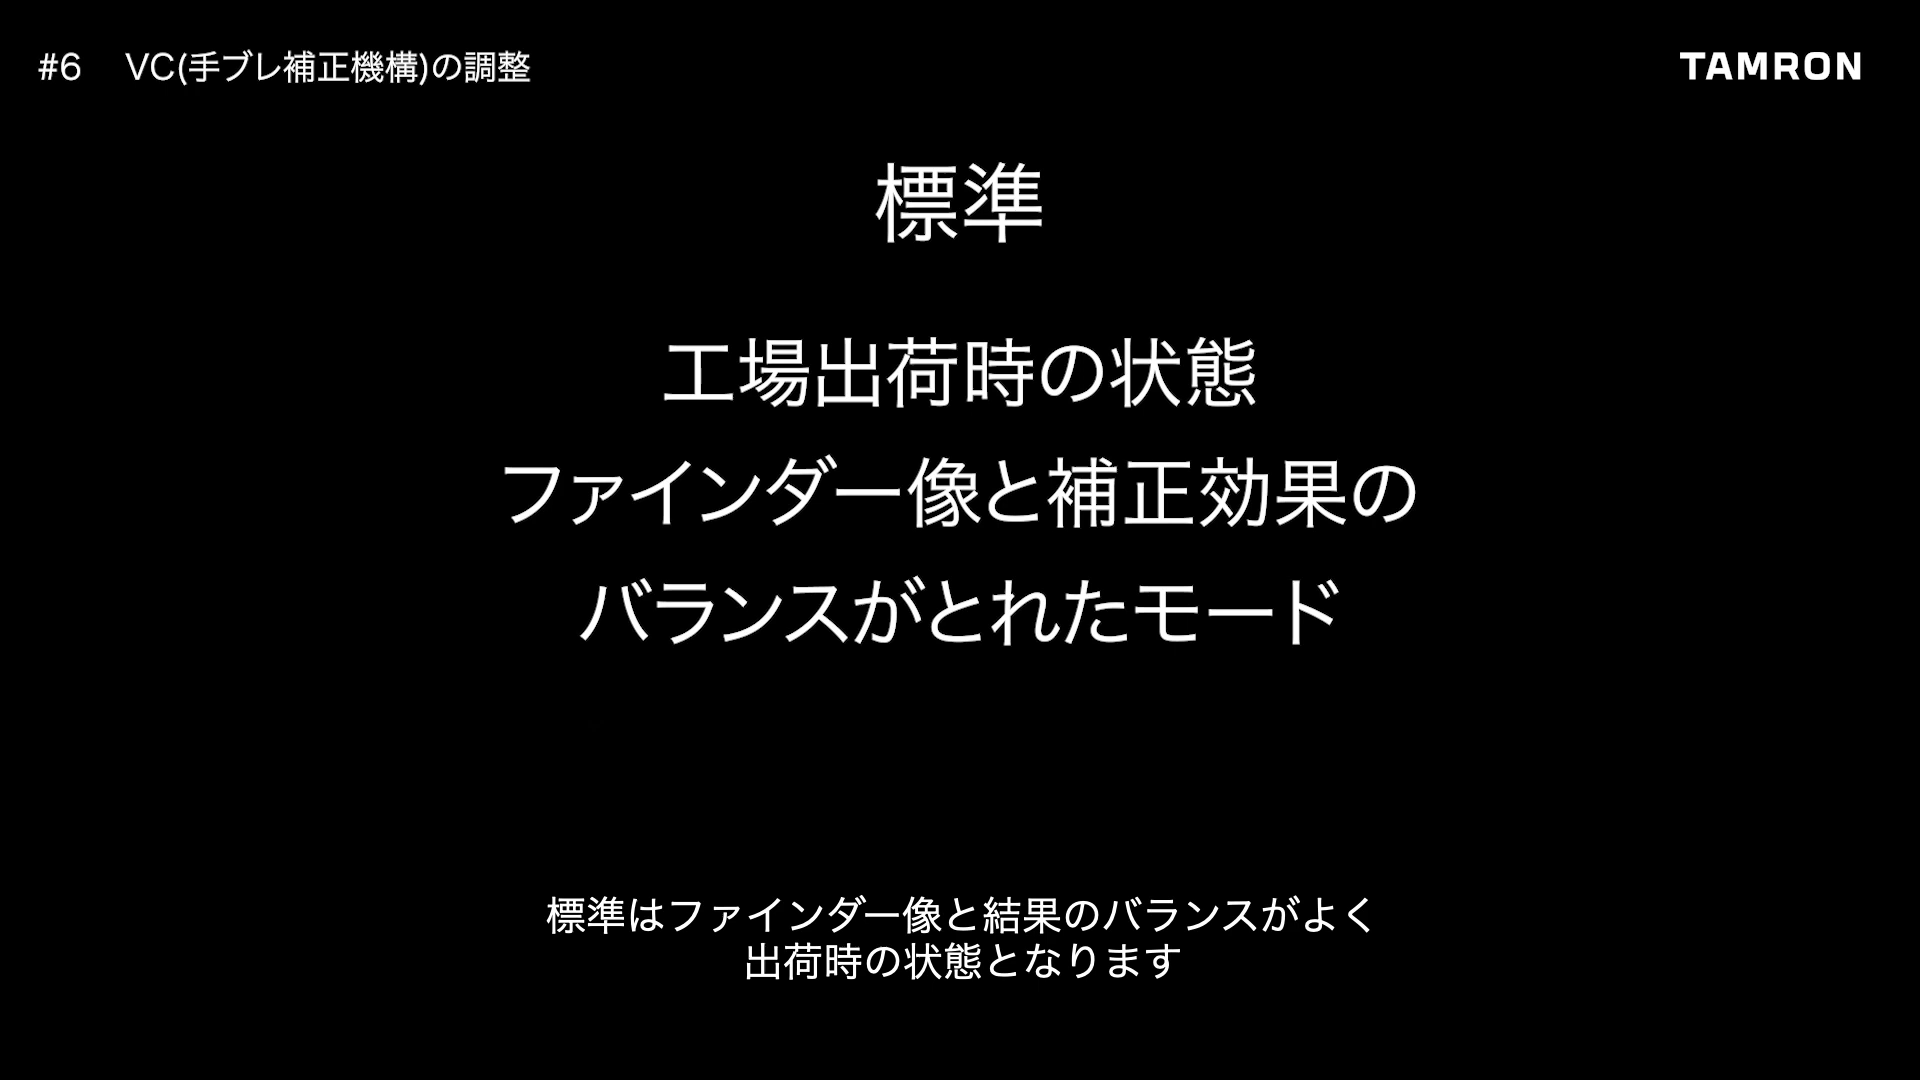 #6 VC(手ブレ補正機構)の調整
TAMRON
標準
工場出荷時の状態
ファインダー像と補正効果の
バランスがとれたモード
標準はファインダー像と結果のバランスがよく
出荷時の状態となります